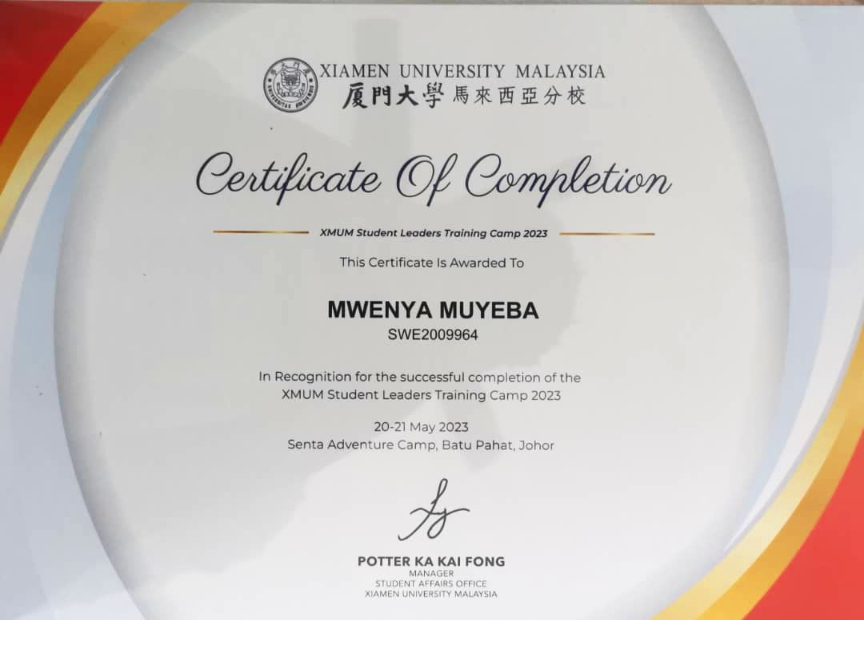 XIAMEN UNIVERSITY MALAYSIA
厦門大學 馬來西亞分校
Certificate Of Completion
XMUM Student Leaders Training Camp 2023
This Certificate Is Awarded To
MWENYA MUYEBA
SWE2009964
In Recognition for the successful completion of the
XMUM Student Leaders Training Camp 2023
20-21 May 2023
Senta Adventure Camp, Batu Pahat, Johor
POTTER KA KAI FONG
MANAGER
STUDENT AFFAIRS OFFICE
XIAMEN UNIVERSITY MALAYSIA